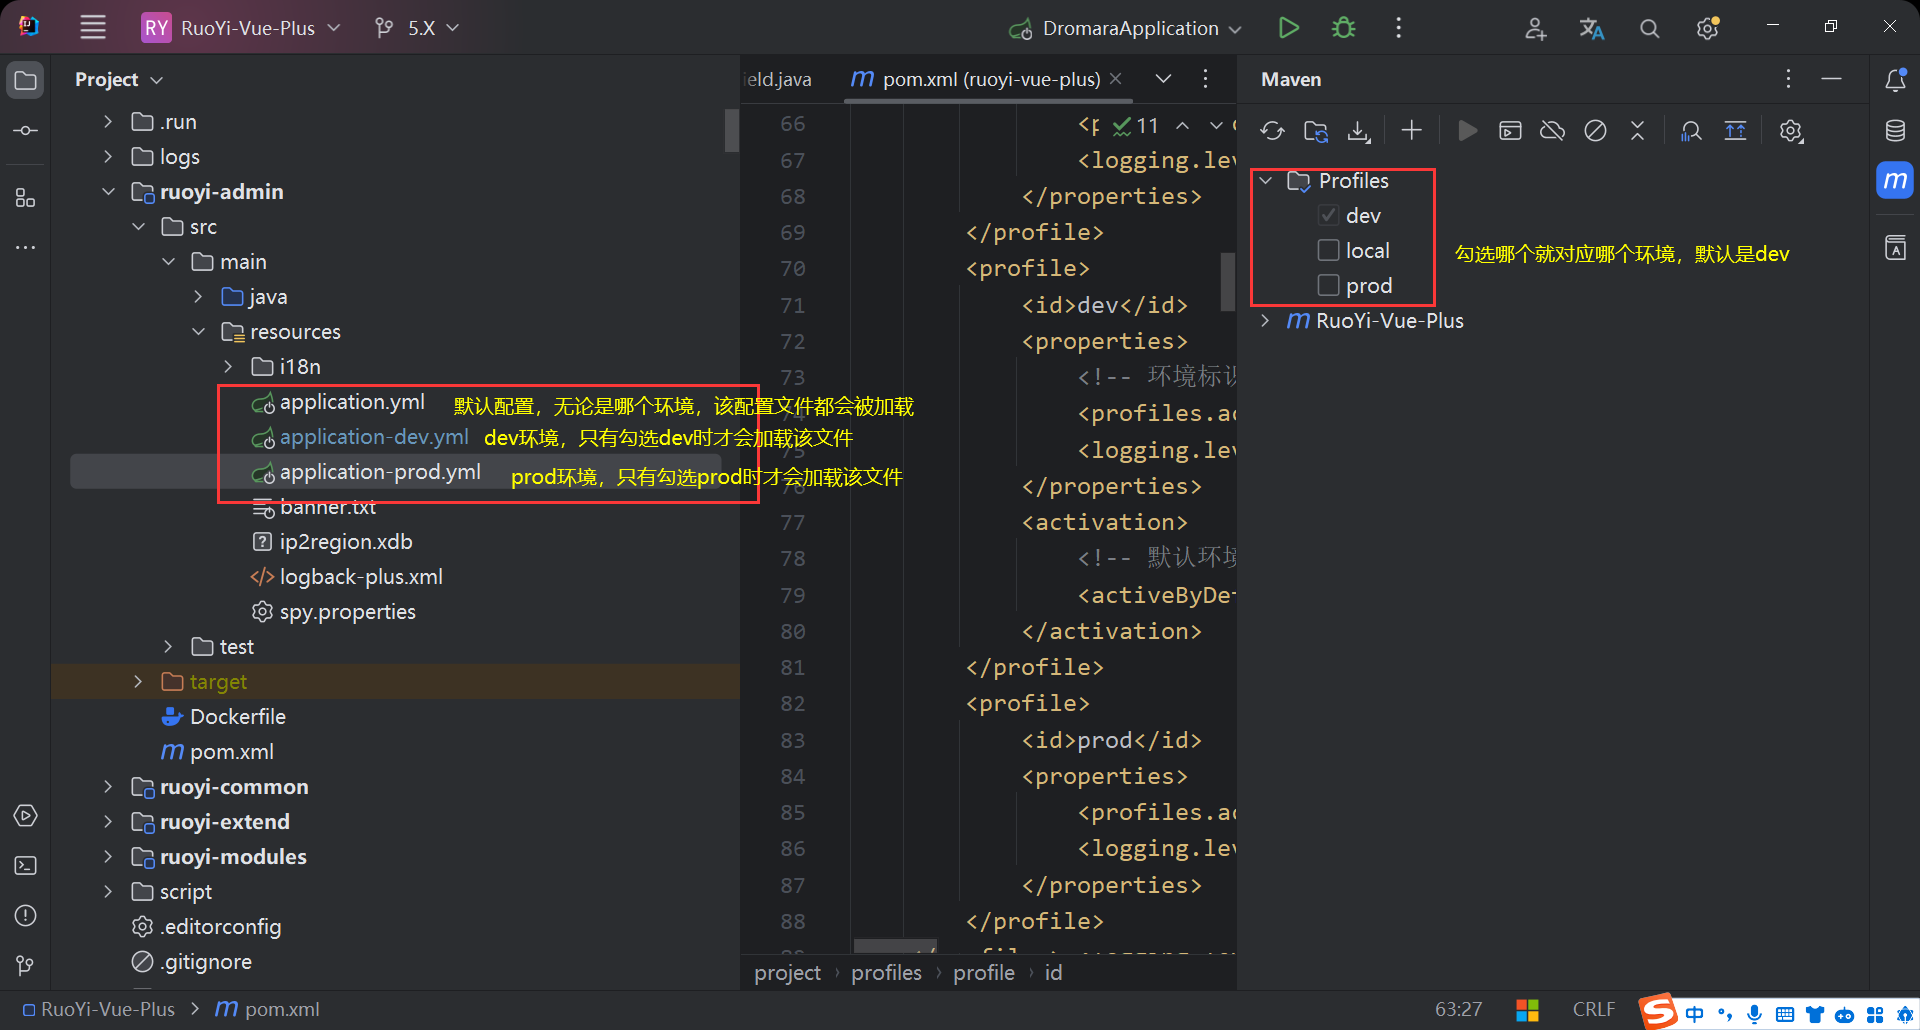 RY RuoYi-Vue-Plus 5.X DromaraApplication
Project
.run
logs
ruoyi-admin
src
main
java
resources
i18n
application.yml 默认配置，无论是哪个环境，该配置文件都会被加载
application-dev.yml dev环境，只有勾选dev时才会加载该文件
application-prod.yml prod环境，只有勾选prod时才会加载该文件
banner.txt
ip2region.xdb
logback-plus.xml
spy.properties
test
target
Dockerfile
m pom.xml
ruoyi-common
ruoyi-extend
ruoyi-modules
script
.editorconfig
.gitignore
ield.java m pom.xml (ruoyi-vue-plus)
66 <p 11
67 <logging.lev
68 </properties>
69 </profile>
70 <profile>
71 <id>dev</id>
72 <properties>
73 <!-- 环境标识
74 <profiles.ac
75 <logging.lev
76 </properties>
77 <activation>
78 <!-- 默认环境
79 <activeByDe
80 </activation>
81 </profile>
82 <profile>
83 <id>prod</id>
84 <properties>
85 <profiles.ac
86 <logging.lev
87 </properties>
88 </profile>
project › profiles › profile › id
Maven
Profiles
dev
local
prod
勾选哪个就对应哪个环境，默认是dev
m RuoYi-Vue-Plus
m
A
RuoYi-Vue-Plus > m pom.xml
63:27 CRLF
S 中